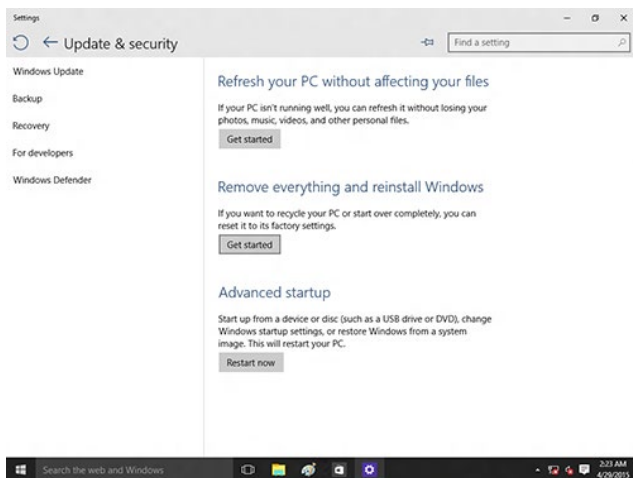 Settings
Update & security
Find a setting
Windows Update
Backup
Recovery
For developers
Windows Defender
Refresh your PC without affecting your files
If your PC isn't running well, you can refresh it without losing your
photos, music, videos, and other personal files.
Get started
Remove everything and reinstall Windows
If you want to recycle your PC or start over completely, you can
reset it to its factory settings.
Get started
Advanced startup
Start up from a device or disc (such as a USB drive or DVD), change
Windows startup settings, or restore Windows from a system
image. This will restart your PC.
Restart now
Search the web and Windows
2:23 AM
4/29/2015